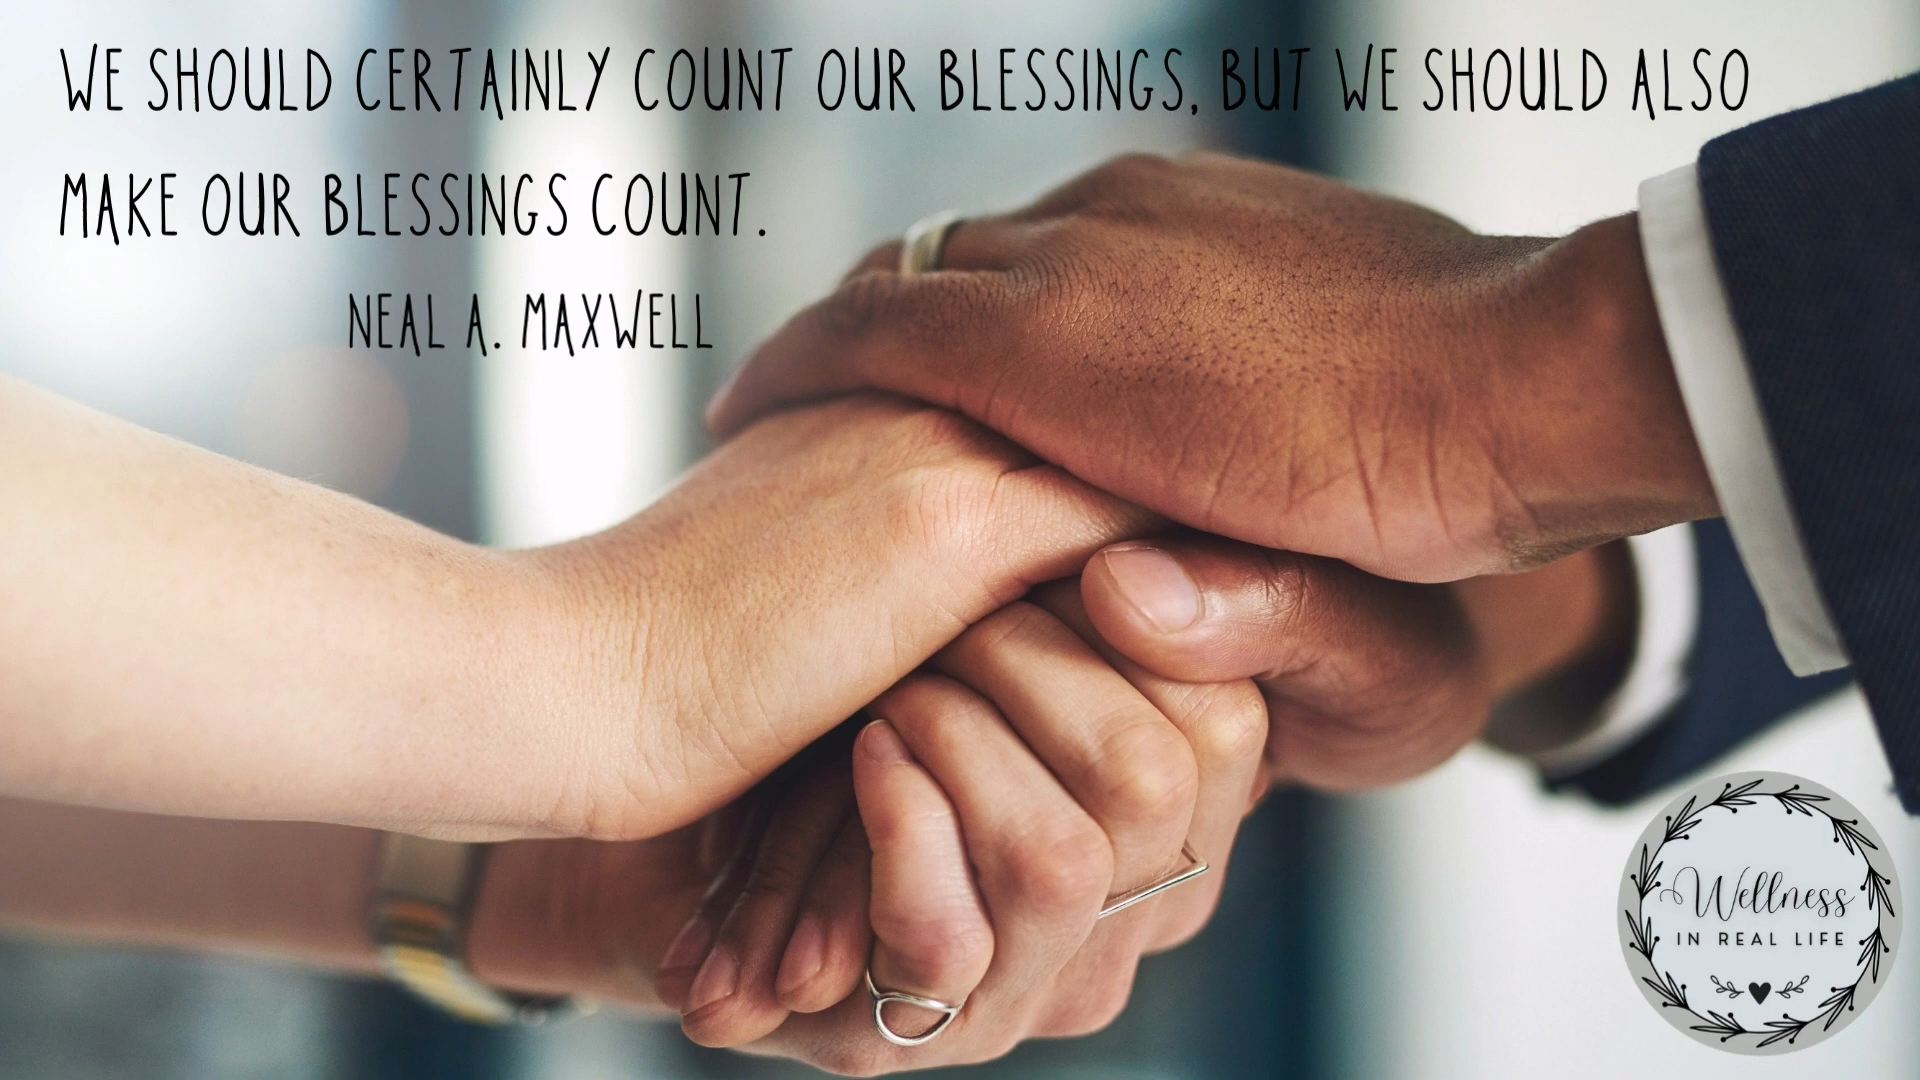 WE SHOULD CERTAINLY COUNT OUR BLESSINGS, BUT WE SHOULD ALSO
MAKE OUR BLESSINGS COUNT.
NEAL A. MAXWELL
Wellness
IN REAL LIFE